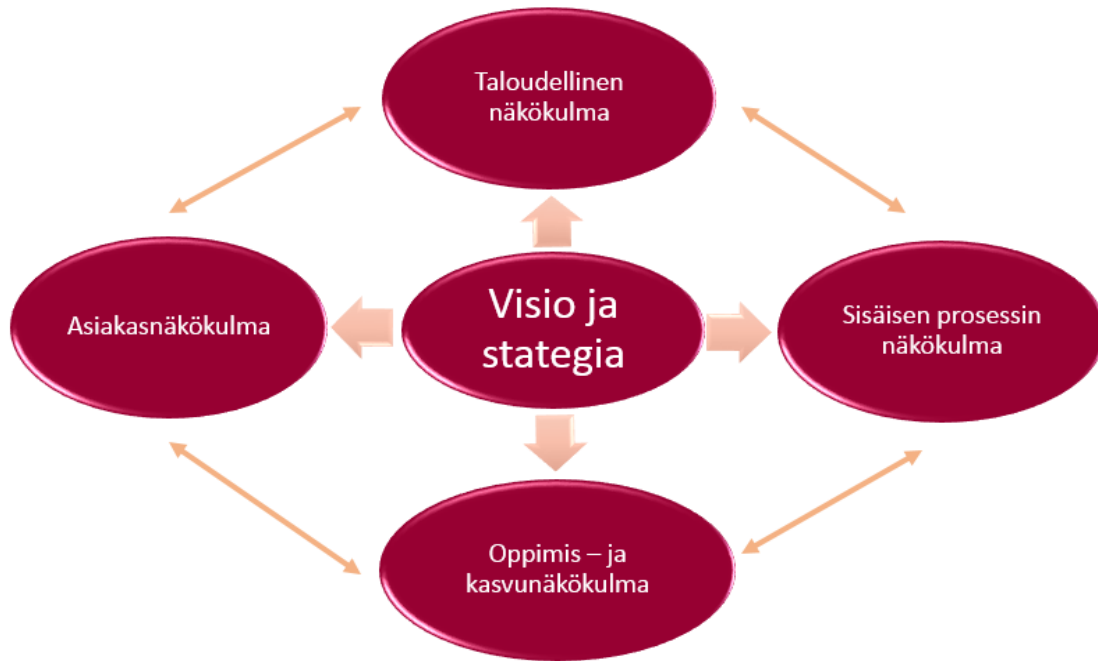 Taloudellinen
näkökulma
Asiakasnäkökulma
Visio ja
stategia
Sisäisen prosessin
näkökulma
Oppimis – ja
kasvunäkökulma